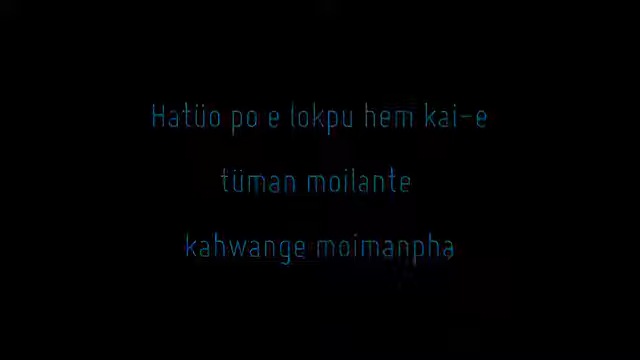 Hatüo po e lokpu hem kai-e
tüman moilante
kahwange moimanpha